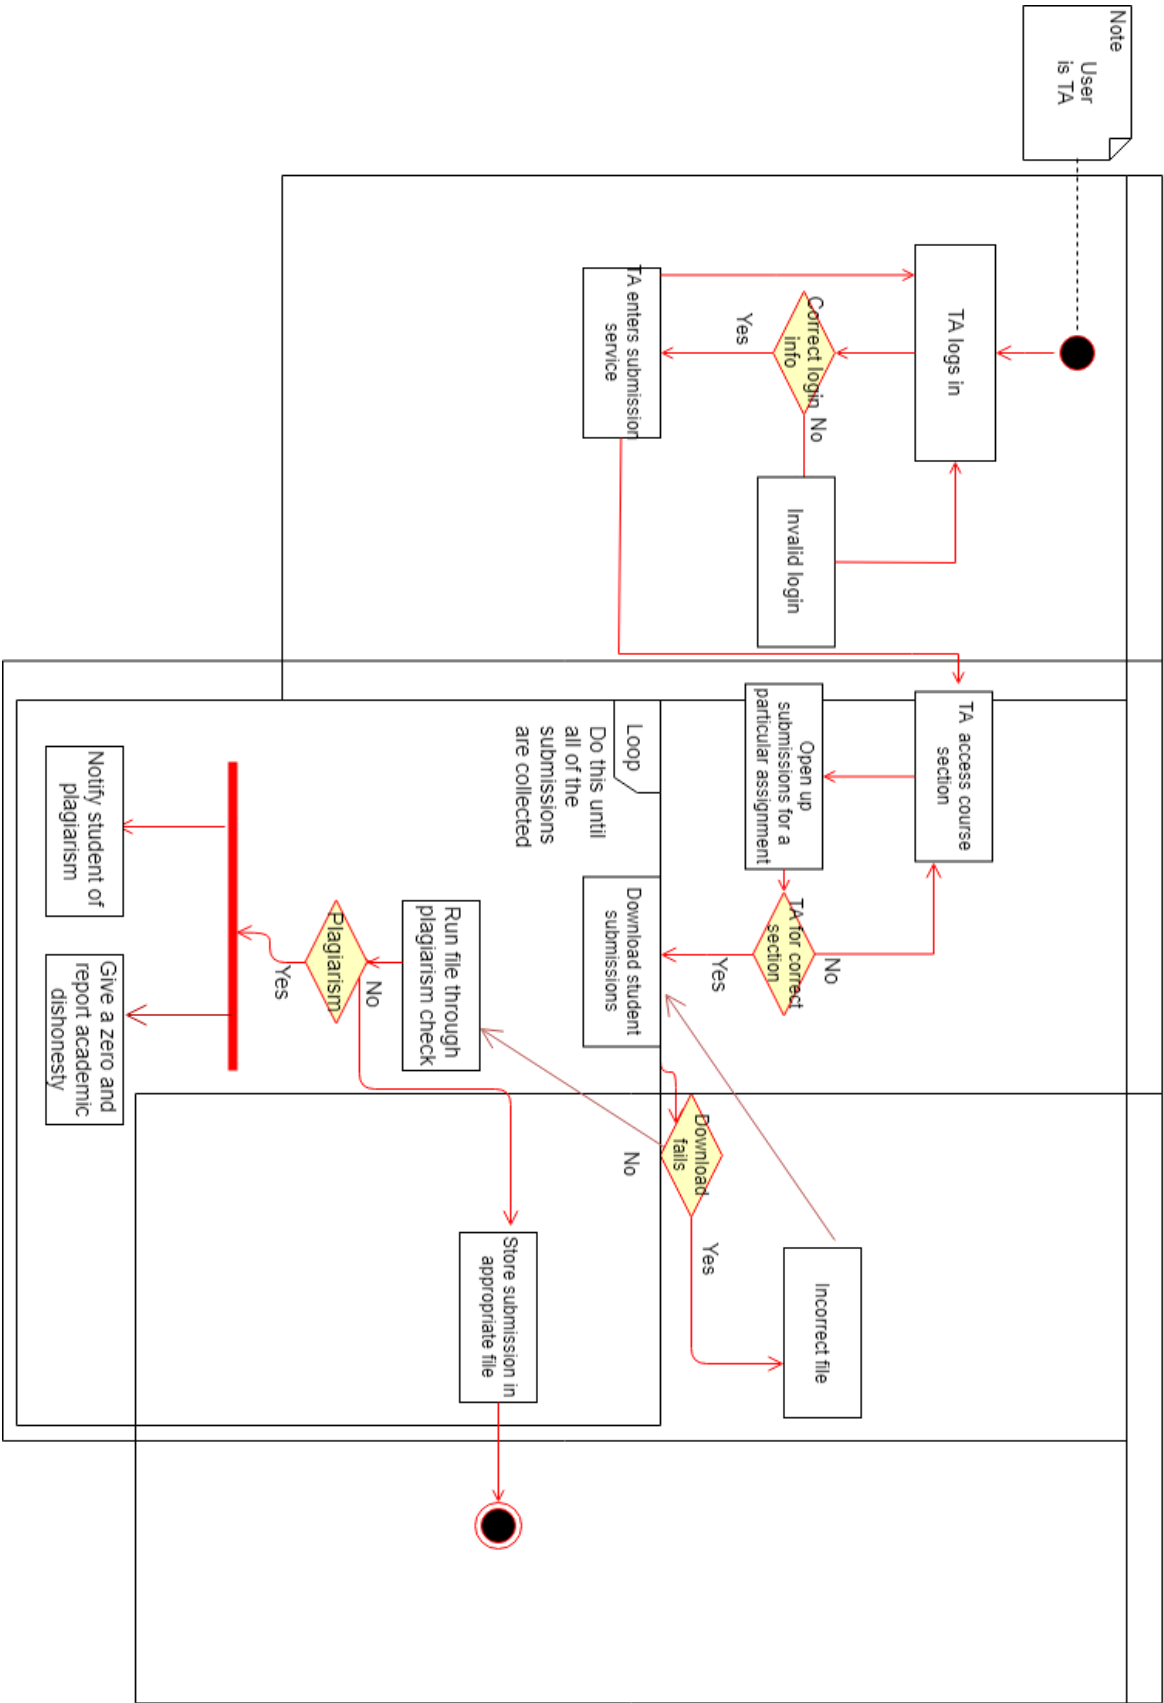 Note
User
is TA
TA logs in
Correct login
info
No
Yes
Invalid login
TA enters submission
service
TA access course
section
Open up
submissions for a
particular assignment
TA for correct
section
No
Yes
Loop
Do this until
all of the
submissions
are collected
Download student
submissions
Download
fails
No
Yes
Incorrect file
Run file through
plagiarism check
Plagiarism
No
Yes
Store submission in
appropriate file
Notify student of
plagiarism
Give a zero and
report academic
dishonesty